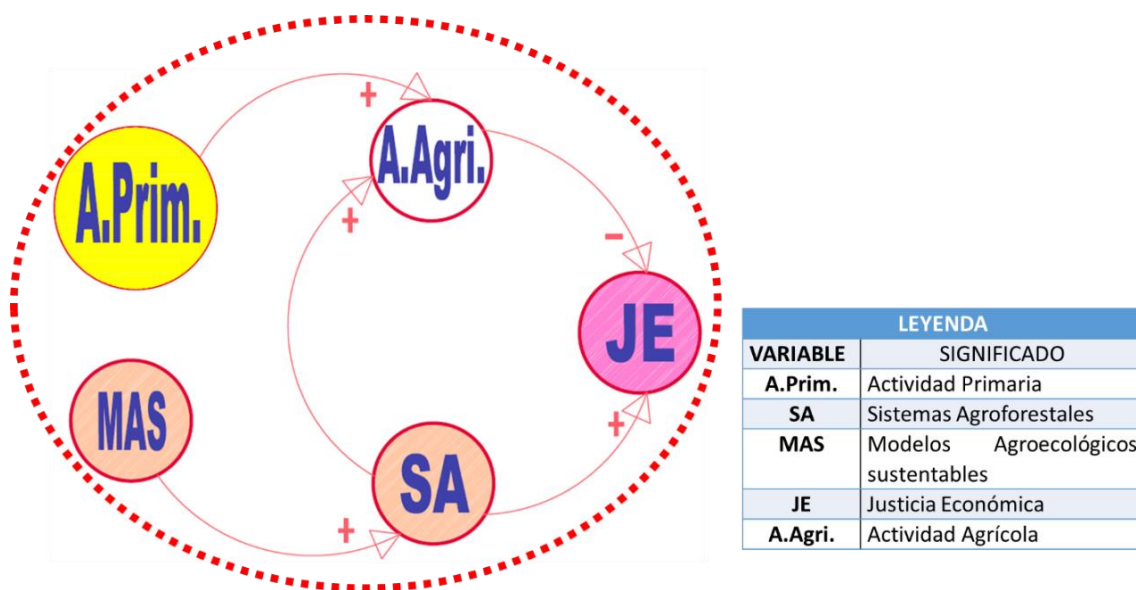 A.Prim.
+
A.Agri.
+
-
JE
MAS
SA
+
+
LEYENDA
VARIABLE SIGNIFICADO
A.Prim. Actividad Primaria
SA Sistemas Agroforestales
MAS Modelos Agroecológicos
sustentables
JE Justicia Económica
A.Agri. Actividad Agrícola